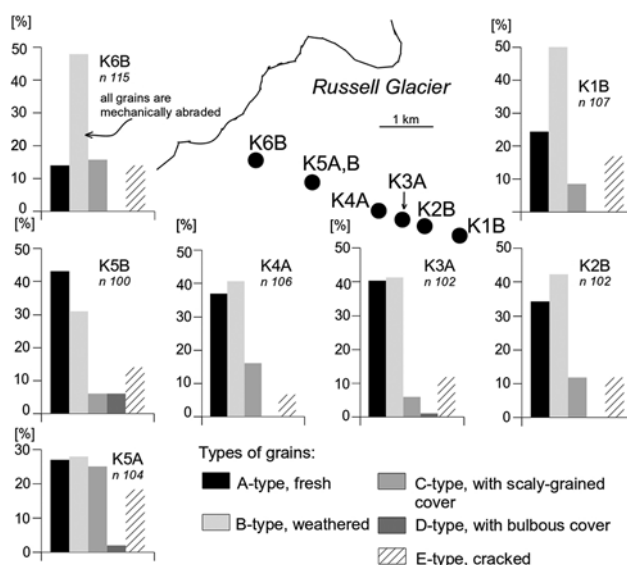 [%]
K6B
n 115
50
40
30
20
10
0
all grains are
mechanically abraded
Russell Glacier
1 km
K6B
K5A,B
K4A
K3A
K2B
K1B
[%]
K1B
n 107
50
40
30
20
10
0
[%]
K5B
n 100
50
40
30
20
10
0
[%]
K4A
n 106
50
40
30
20
10
0
[%]
K3A
n 102
50
40
30
20
10
0
[%]
K2B
n 102
50
40
30
20
10
0
[%]
K5A
n 104
30
20
10
0
Types of grains:
A-type, fresh
B-type, weathered
C-type, with scaly-grained
cover
D-type, with bulbous cover
E-type, cracked